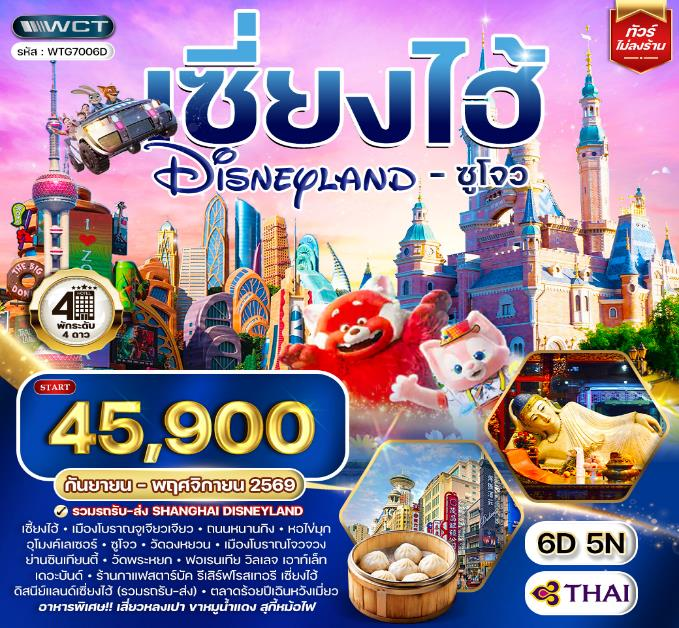 WCT
รหัส : WTG7006D
ทัวร์
ไม่ลงร้าน
เซี่ยงไฮ้
DISNEYLAND - ซูโจว
I ♥ NO
THE BIG
DON
HOTEL
4
พักระดับ
4 ดาว
START
45,900
กันยายน - พฤศจิกายน 2569
รวมรถรับ-ส่ง SHANGHAI DISNEYLAND
เซี่ยงไฮ้ • เมืองโบราณจูเจียวเจียว • ถนนหนานกิง • หอไข่มุก
อุโมงค์เลเซอร์ • ซูโจว • วัดฉงหยวน • เมืองโบราณโจวจวง
ย่านซินเทียนตี้ • วัดพระหยก • ฟลอเรนเทีย วิลเลจ เอาท์เล็ท
เดอะบันด์ • ร้านกาแฟสตาร์บัค รีเสิร์ฟโรสเทอรี เซี่ยงไฮ้
ดิสนีย์แลนด์เซี่ยงไฮ้ (รวมรถรับ-ส่ง) • ตลาดร้อยปีเฉินหวังเมี่ยว
อาหารพิเศษ!! เสี่ยวหลงเปา ขาหมูน้ำแดง สุกี้หม้อไฟ
6D 5N
THAI